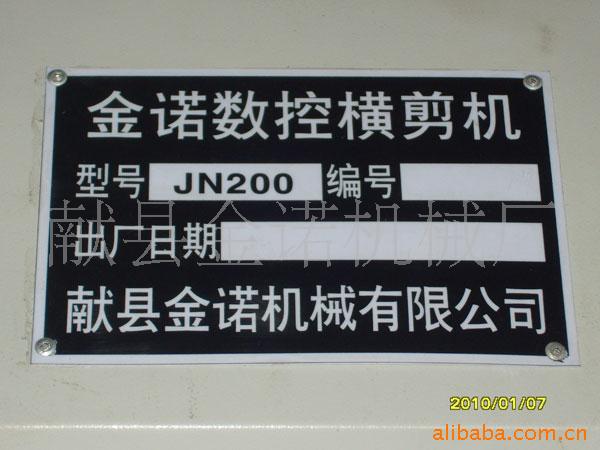 金诺数控横剪机
型号 JN200 编号
献县金诺机械厂
出厂日期
献县金诺机械有限公司
2010/01/07
alibaba.com.cn